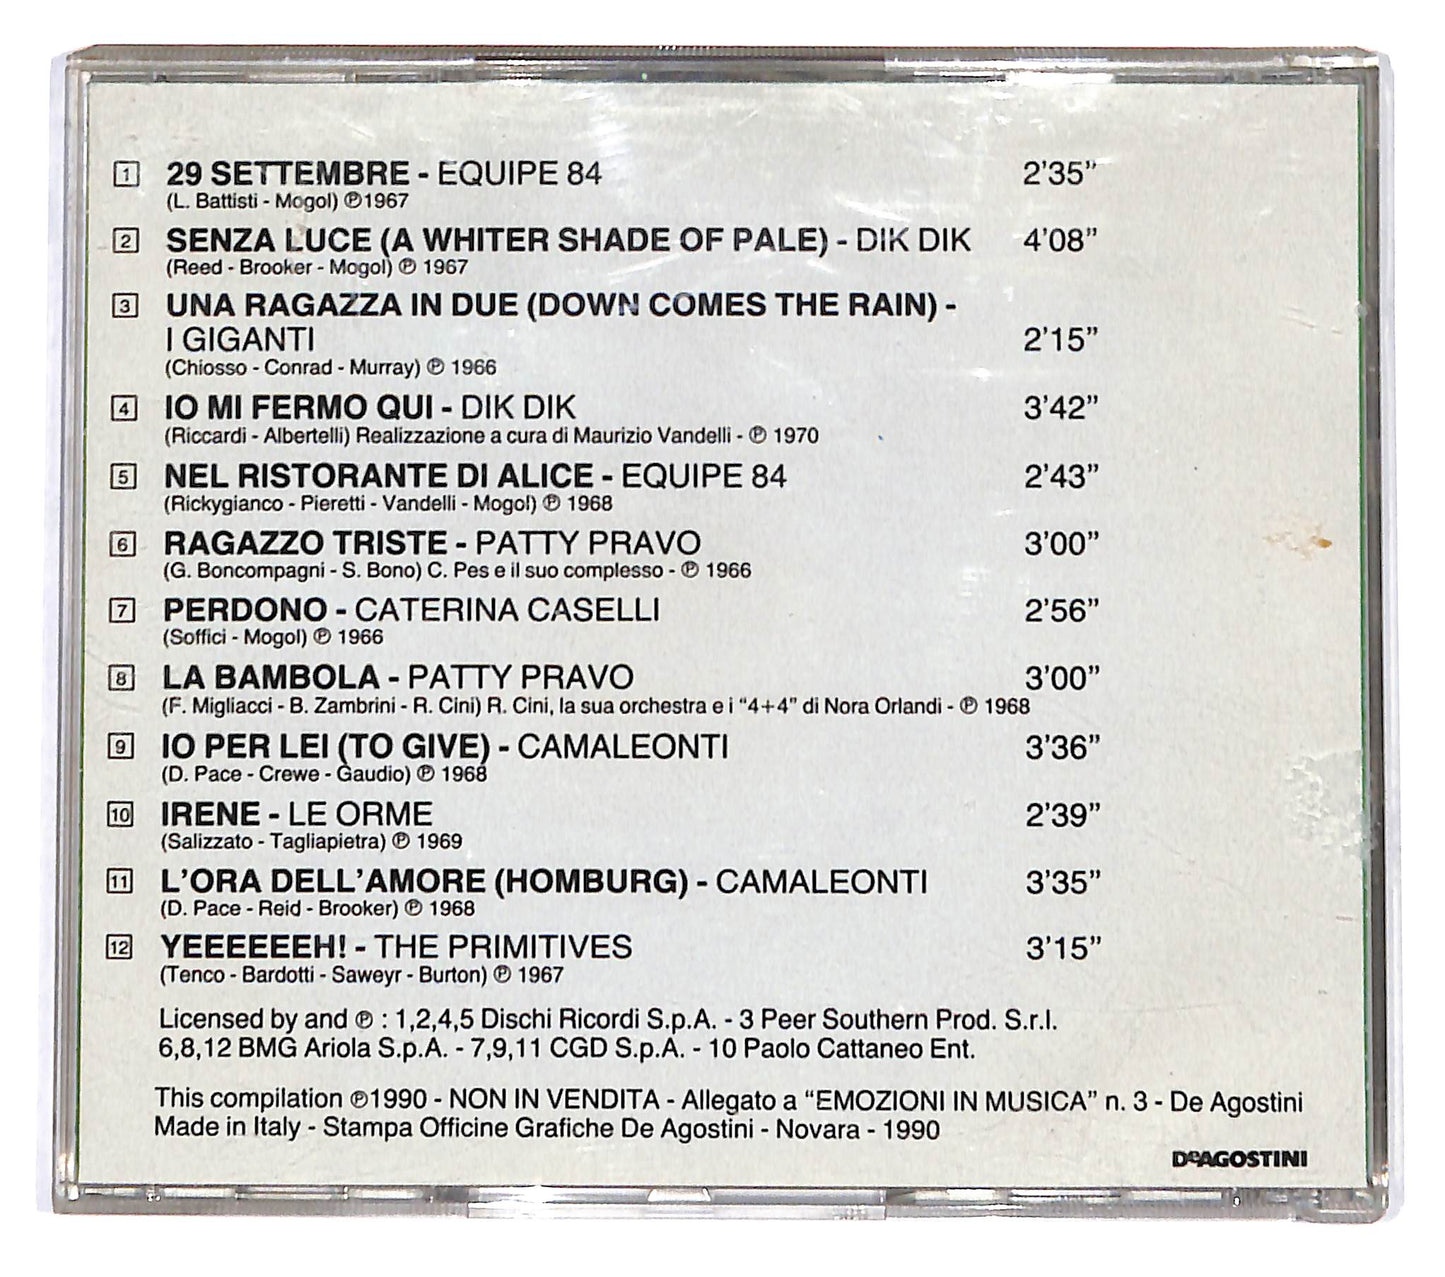 1 29 SETTEMBRE - EQUIPE 84 2'35"
(L. Battisti - Mogol) ℗1967
2 SENZA LUCE (A WHITER SHADE OF PALE) - DIK DIK 4'08"
(Reed - Brooker - Mogol) ℗ 1967
3 UNA RAGAZZA IN DUE (DOWN COMES THE RAIN) -
I GIGANTI 2'15"
(Chiosso - Conrad - Murray) ℗ 1966
4 IO MI FERMO QUI - DIK DIK 3'42"
(Riccardi - Albertelli) Realizzazione a cura di Maurizio Vandelli - ℗ 1970
5 NEL RISTORANTE DI ALICE - EQUIPE 84 2'43"
(Rickygianco - Pieretti - Vandelli - Mogol) ℗ 1968
6 RAGAZZO TRISTE - PATTY PRAVO 3'00"
(G. Boncompagni - S. Bono) C. Pes e il suo complesso - ℗ 1966
7 PERDONO - CATERINA CASELLI 2'56"
(Soffici - Mogol) ℗ 1966
8 LA BAMBOLA - PATTY PRAVO 3'00"
(F. Migliacci - B. Zambrini - R. Cini) R. Cini, la sua orchestra e i "4+4" di Nora Orlandi - ℗ 1968
9 IO PER LEI (TO GIVE) - CAMALEONTI 3'36"
(D. Pace - Crewe - Gaudio) ℗ 1968
10 IRENE - LE ORME 2'39"
(Salizzato - Tagliapietra) ℗ 1969
11 L'ORA DELL'AMORE (HOMBURG) - CAMALEONTI 3'35"
(D. Pace - Reid - Brooker) ℗ 1968
12 YEEEEEEH! - THE PRIMITIVES 3'15"
(Tenco - Bardotti - Saweyr - Burton) ℗ 1967
Licensed by and ℗ : 1,2,4,5 Dischi Ricordi S.p.A. - 3 Peer Southern Prod. S.r.l.
6,8,12 BMG Ariola S.p.A. - 7,9,11 CGD S.p.A. - 10 Paolo Cattaneo Ent.
This compilation ℗1990 - NON IN VENDITA - Allegato a "EMOZIONI IN MUSICA" n. 3 - De Agostini
Made in Italy - Stampa Officine Grafiche De Agostini - Novara - 1990
DeAGOSTINI